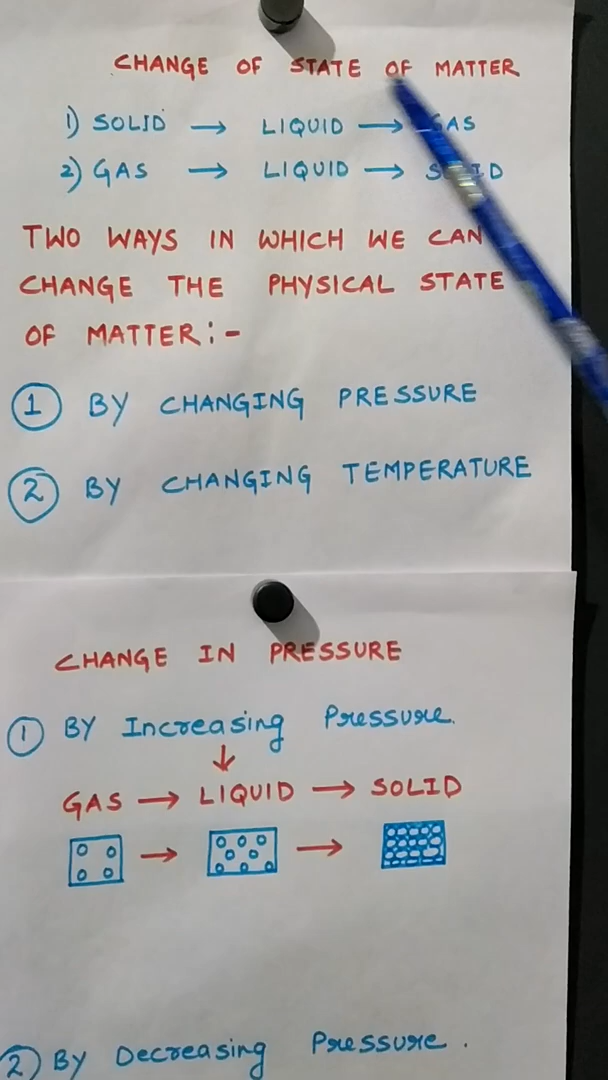 CHANGE OF STATE OF MATTER
1) SOLID → LIQUID → GAS
2) GAS → LIQUID → SOLID
TWO WAYS IN WHICH WE CAN
CHANGE THE PHYSICAL STATE
OF MATTER:-
1 BY CHANGING PRESSURE
2 BY CHANGING TEMPERATURE
CHANGE IN PRESSURE
1 BY Increasing Pressure.
↓
GAS → LIQUID → SOLID
→ →
2) BY Decreasing Pressure.